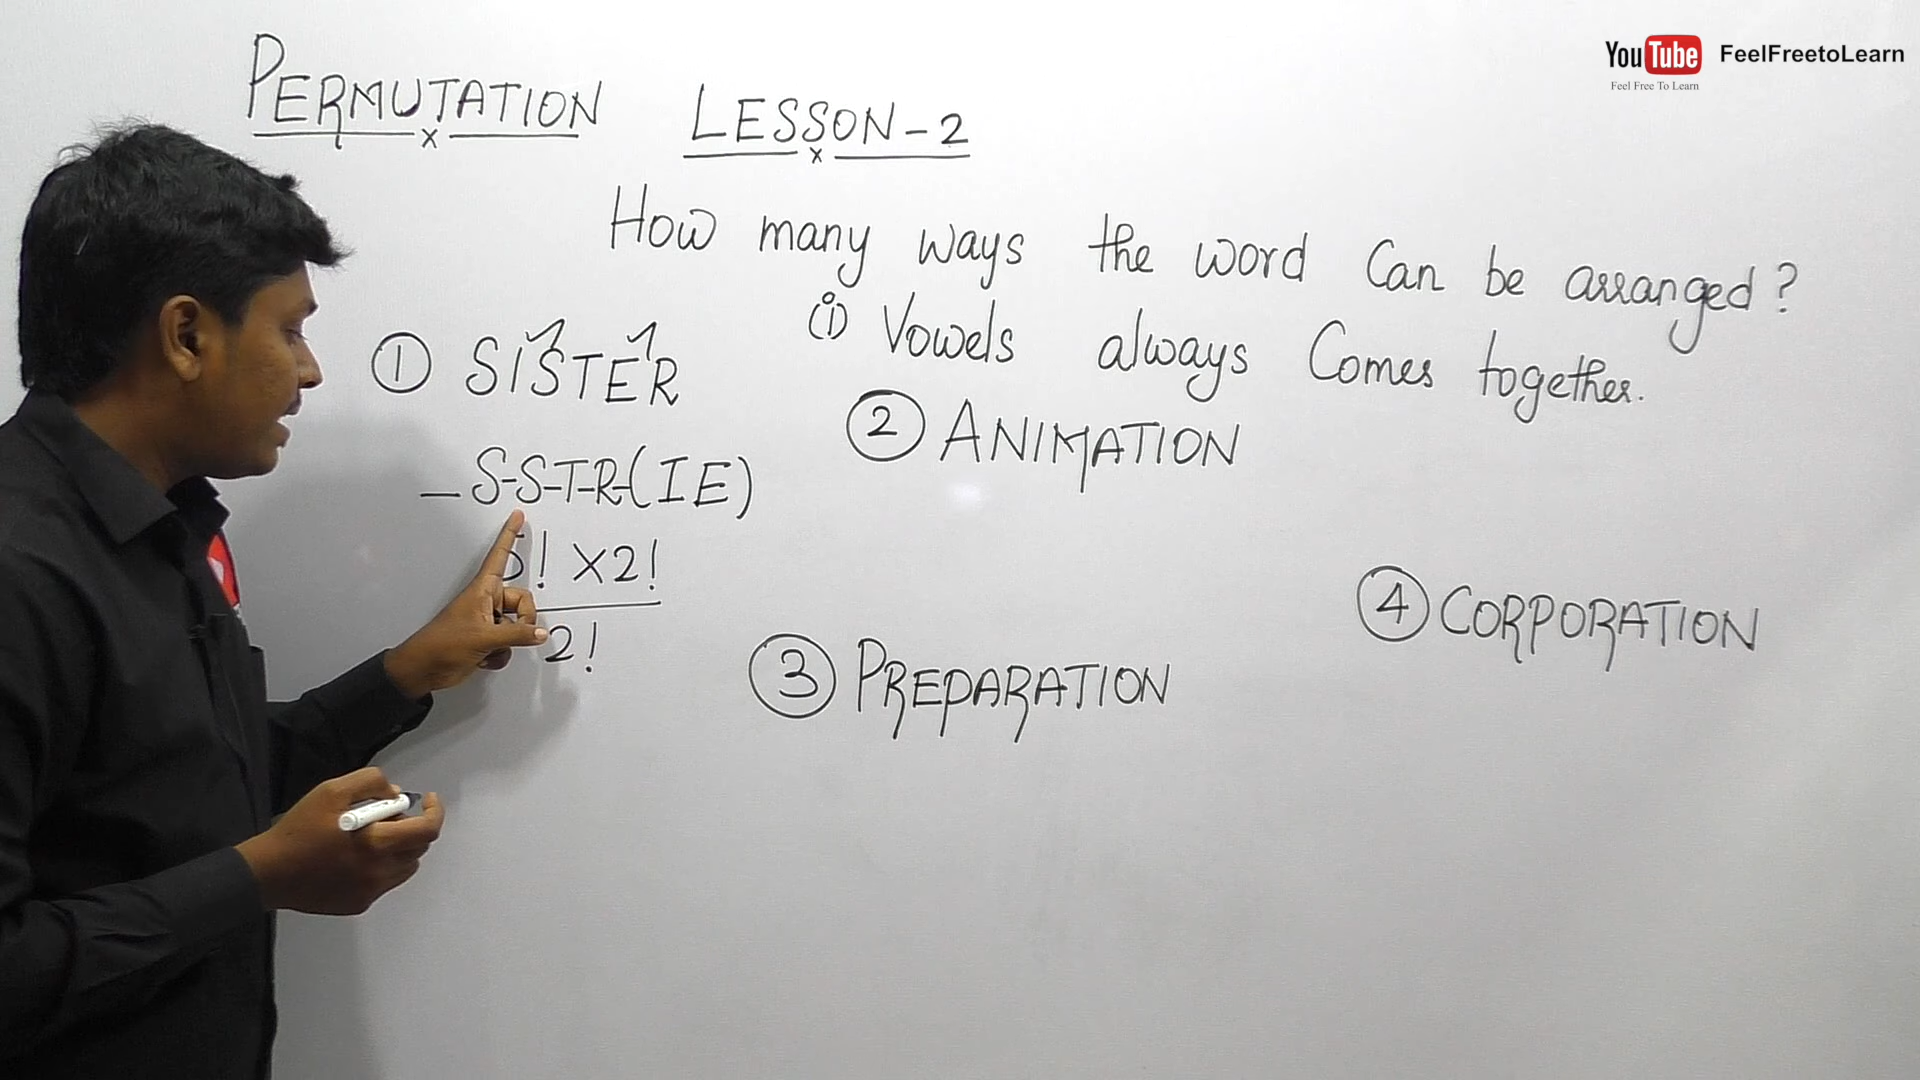 PERMUTATION LESSON-2
YouTube FeelFreetoLearn
Feel Free To Learn
How many ways the word Can be arranged?
(i) Vowels always Comes together.
① SISTER
② ANIMATION
– S-S-T-R-(IE)
5! X2!
2!
③ PREPARATION
④ CORPORATION